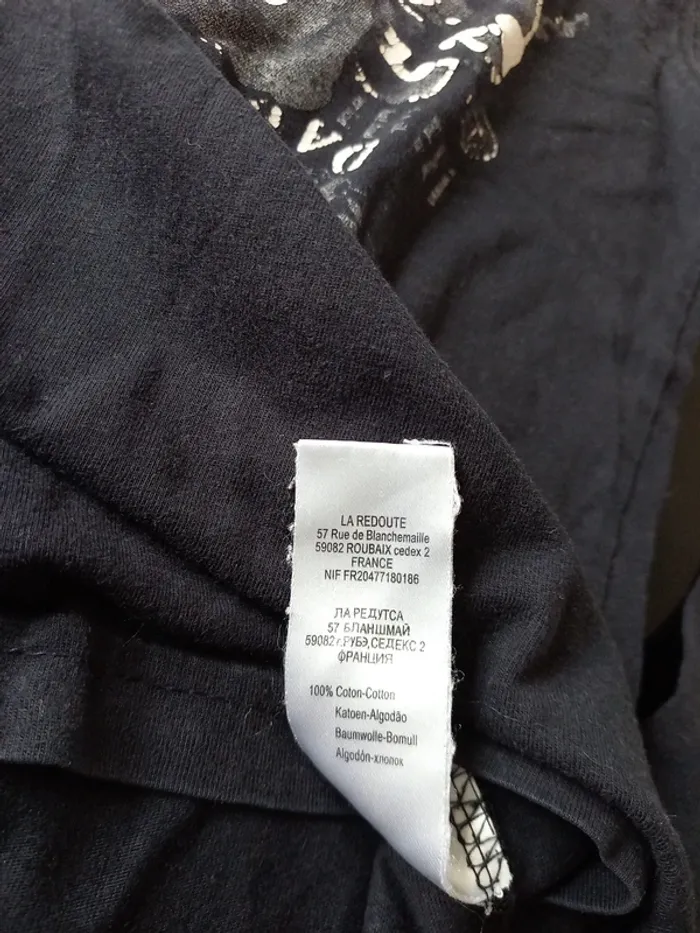 LA REDOUTE
57 Rue de Blanchemaille
59082 ROUBAIX cedex 2
FRANCE
NIF FR20477180186
ЛА РЕДУТСА
57 БЛАНШМАЙ
59082 г.РУБЭ,СЕДЕКС 2
ФРАНЦИЯ
100% Coton-Cotton
Katoen-Algodão
Baumwolle-Bomull
Algodón-хлопок